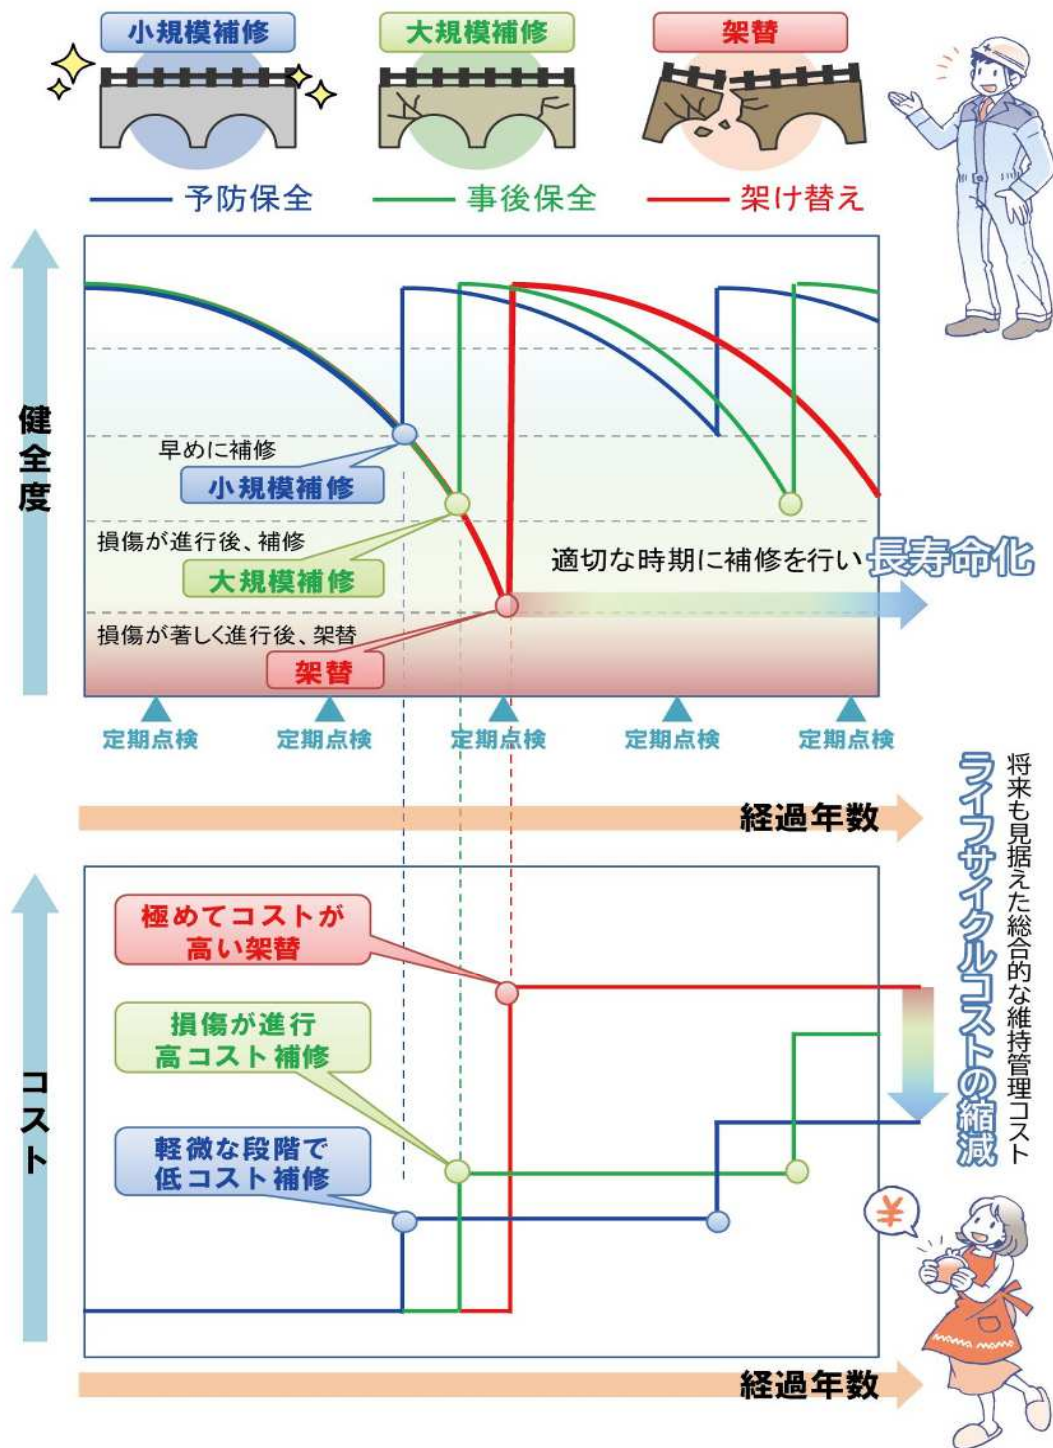 小規模補修
大規模補修
架替
予防保全
事後保全
架け替え
健全度
早めに補修
小規模補修
損傷が進行後、補修
大規模補修
適切な時期に補修を行い長寿命化
損傷が著しく進行後、架替
架替
定期点検
定期点検
定期点検
定期点検
定期点検
経過年数
将来も見据えた総合的な維持管理コスト
ライフサイクルコストの縮減
コスト
極めてコストが
高い架替
損傷が進行
高コスト補修
軽微な段階で
低コスト補修
¥
経過年数